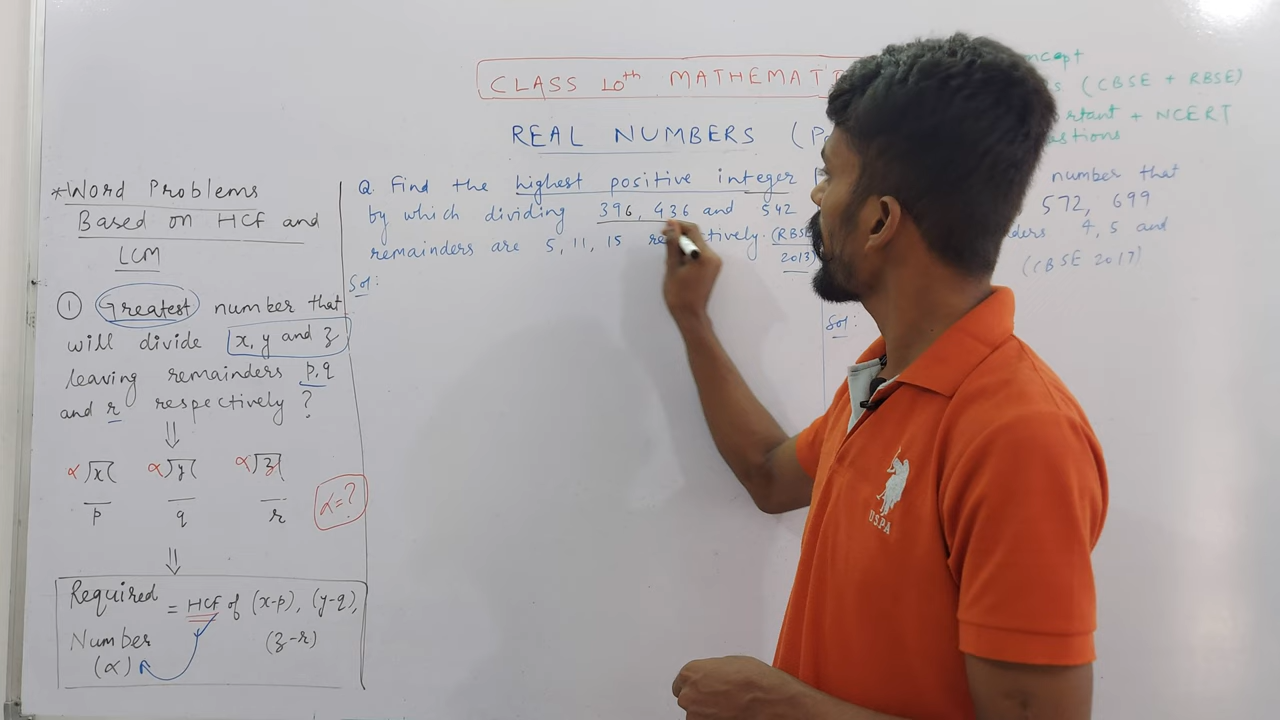 CLASS 10th MATHEMATI
REAL NUMBERS (P
*Word Problems
Based on HCF and
LCM
① Greatest number that
will divide x, y and z
leaving remainders p, q
and r respectively?
⇓
α)x( α)y( α)z(
p q r
α=?
⇓
Required
Number = HCF of (x-p), (y-q),
(α) (z-r)
Q. Find the highest positive integer
by which dividing 396, 436 and 542
remainders are 5, 11, 15 respectively. (RBSE
2013)
Sol:
ncept
s (CBSE + RBSE)
rtant + NCERT
estions
number that
572, 699
ders 4, 5 and
(CBSE 2017)
Sol:
U.S.P.A